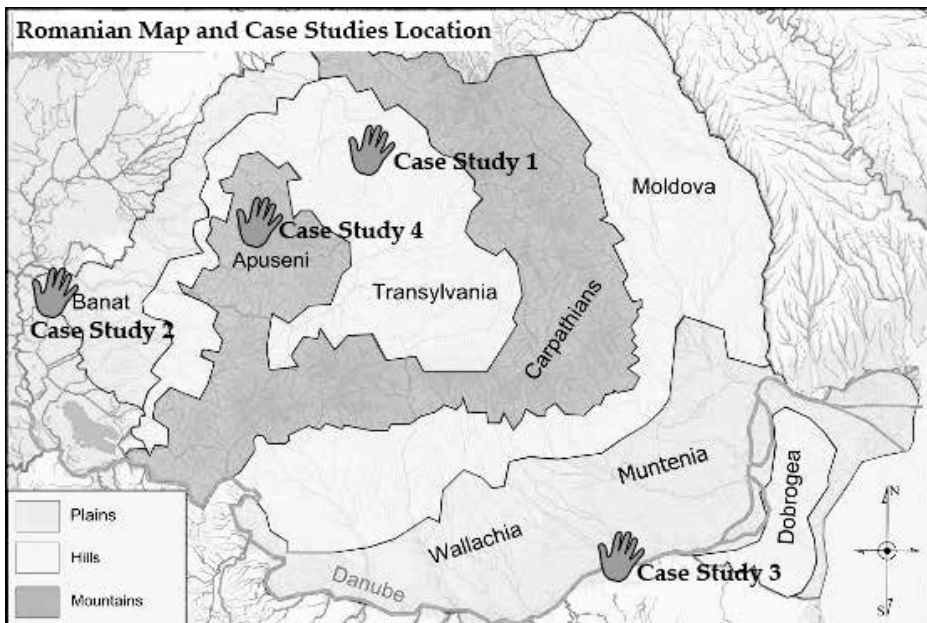 Romanian Map and Case Studies Location
Case Study 1
Moldova
Case Study 4
Apuseni
Transylvania
Banat
Case Study 2
Carpathians
Muntenia
Wallachia
Dobrogea
Danube
Case Study 3
Plains
Hills
Mountains
N
S